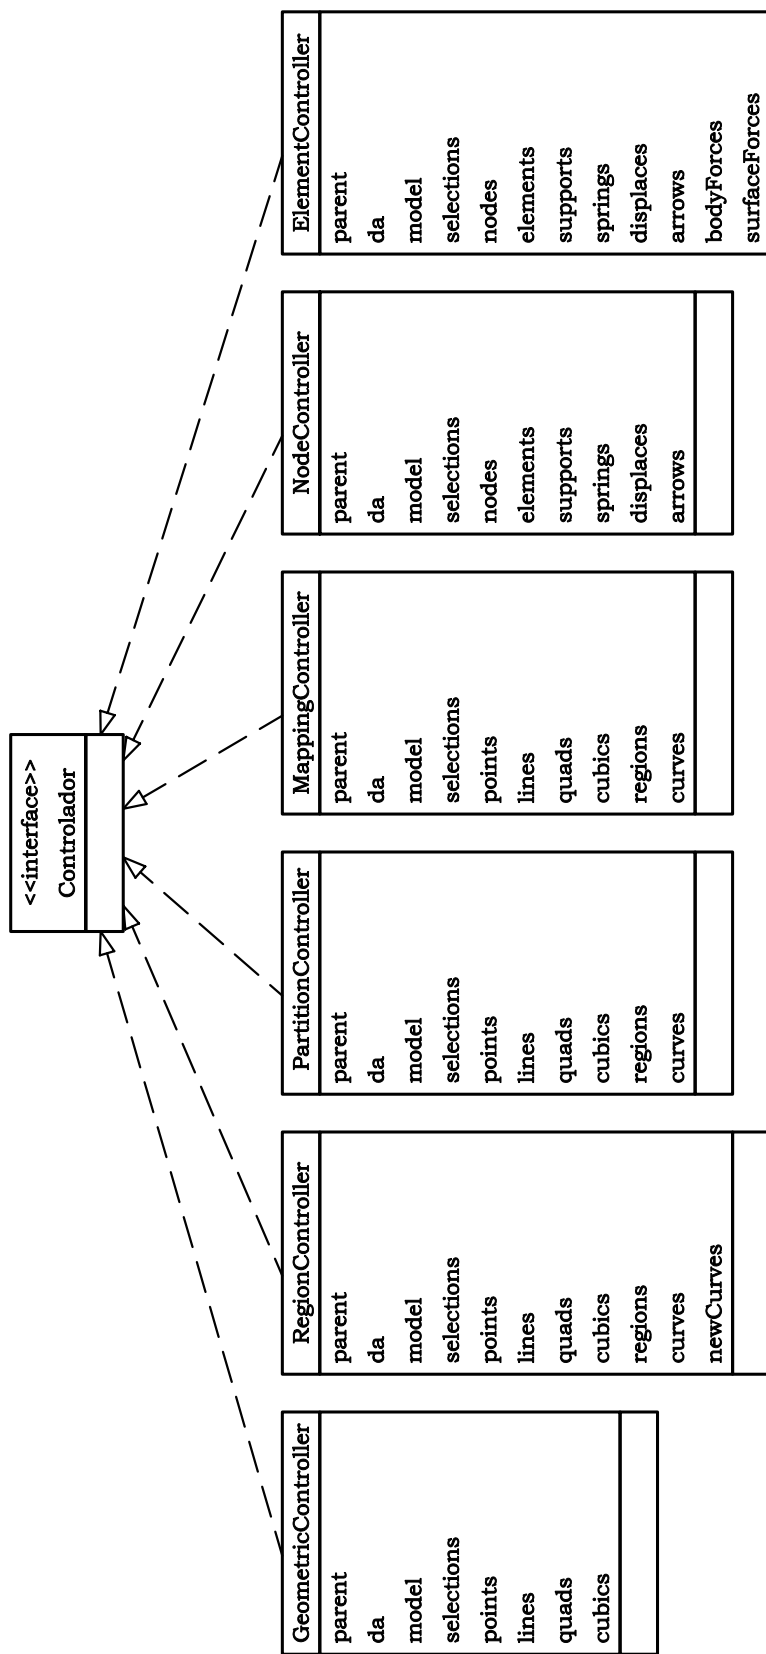 <<interface>>
Controlador
GeometricController
parent
da
model
selections
points
lines
quads
cubics
RegionController
parent
da
model
selections
points
lines
quads
cubics
regions
curves
newCurves
PartitionController
parent
da
model
selections
points
lines
quads
cubics
regions
curves
MappingController
parent
da
model
selections
points
lines
quads
cubics
regions
curves
NodeController
parent
da
model
selections
nodes
elements
supports
springs
displaces
arrows
ElementController
parent
da
model
selections
nodes
elements
supports
springs
displaces
arrows
bodyForces
surfaceForces